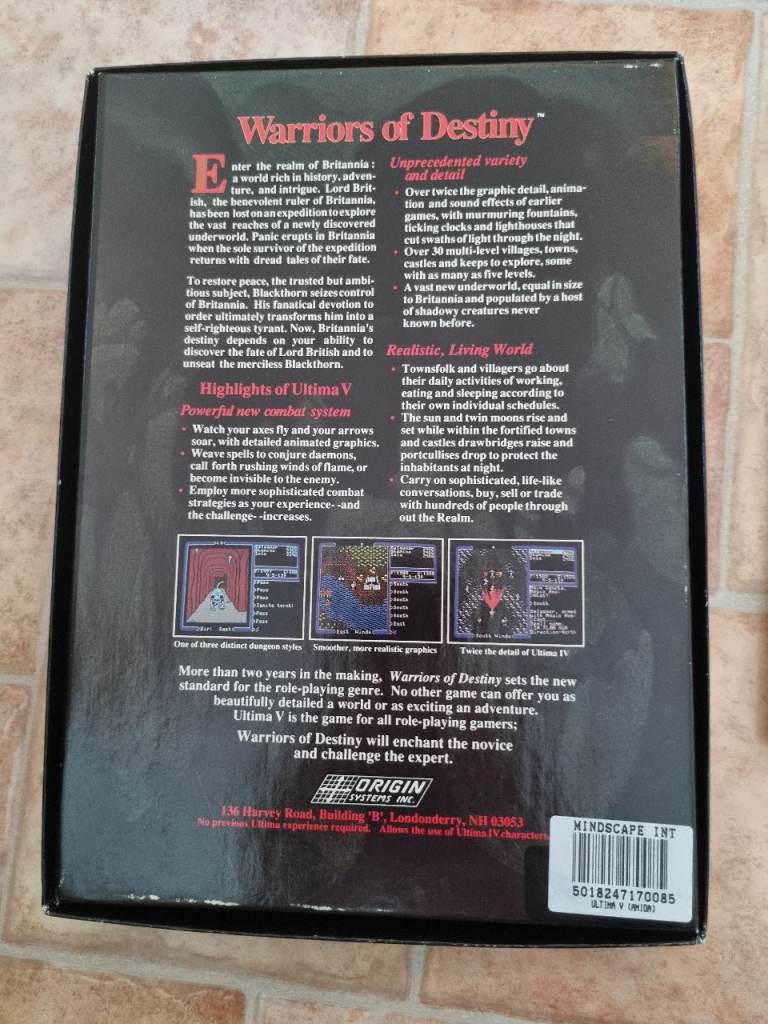 Warriors of Destiny™
Enter the realm of Britannia:
a world rich in history, adven-
ture, and intrigue. Lord Brit-
ish, the benevolent ruler of Britannia,
has been lost on an expedition to explore
the vast reaches of a newly discovered
underworld. Panic erupts in Britannia
when the sole survivor of the expedition
returns with dread tales of their fate.
To restore peace, the trusted but ambi-
tious subject, Blackthorn seizes control
of Britannia. His fanatical devotion to
order ultimately transforms him into a
self-righteous tyrant. Now, Britannia's
destiny depends on your ability to
discover the fate of Lord British and to
unseat the merciless Blackthorn.
Highlights of Ultima V
Powerful new combat system
• Watch your axes fly and your arrows
soar, with detailed animated graphics.
• Weave spells to conjure daemons,
call forth rushing winds of flame, or
become invisible to the enemy.
• Employ more sophisticated combat
strategies as your experience--and
the challenge--increases.
Unprecedented variety
and detail
• Over twice the graphic detail, anima-
tion and sound effects of earlier
games, with murmuring fountains,
ticking clocks and lighthouses that
cut swaths of light through the night.
• Over 30 multi-level villages, towns,
castles and keeps to explore, some
with as many as five levels.
• A vast new underworld, equal in size
to Britannia and populated by a host
of shadowy creatures never
known before.
Realistic, Living World
• Townsfolk and villagers go about
their daily activities of working,
eating and sleeping according to
their own individual schedules.
• The sun and twin moons rise and
set while within the fortified towns
and castles drawbridges raise and
portcullises drop to protect the
inhabitants at night.
• Carry on sophisticated, life-like
conversations, buy, sell or trade
with hundreds of people through
out the Realm.
Pass
Pass
Pass
Ignite torch!
Pass
Pass
South
South
South
South
East
East Winds
South
South Winds
One of three distinct dungeon styles
Smoother, more realistic graphics
Twice the detail of Ultima IV
More than two years in the making, Warriors of Destiny sets the new
standard for the role-playing genre. No other game can offer you as
beautifully detailed a world or as exciting an adventure.
Ultima V is the game for all role-playing gamers;
Warriors of Destiny will enchant the novice
and challenge the expert.
ORIGIN
SYSTEMS INC.
136 Harvey Road, Building 'B', Londonderry, NH 03053
No previous Ultima experience required. Allows the use of Ultima IV characters
MINDSCAPE INT
5018247170085
ULTIMA V (AMIGA)